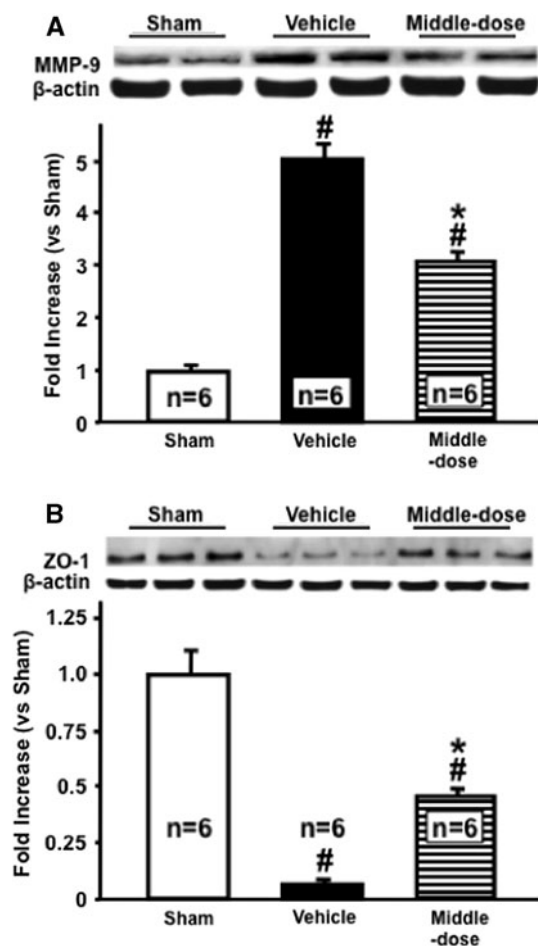 A
Sham Vehicle Middle-dose
MMP-9
β-actin
Fold Increase (vs Sham)
5
4
3
2
1
0
#
*
#
n=6 n=6 n=6
Sham Vehicle Middle
-dose
B
Sham Vehicle Middle-dose
ZO-1
β-actin
Fold Increase (vs Sham)
1.25
1.0
0.75
0.5
0.25
0
*
#
n=6 n=6 n=6
#
Sham Vehicle Middle
-dose